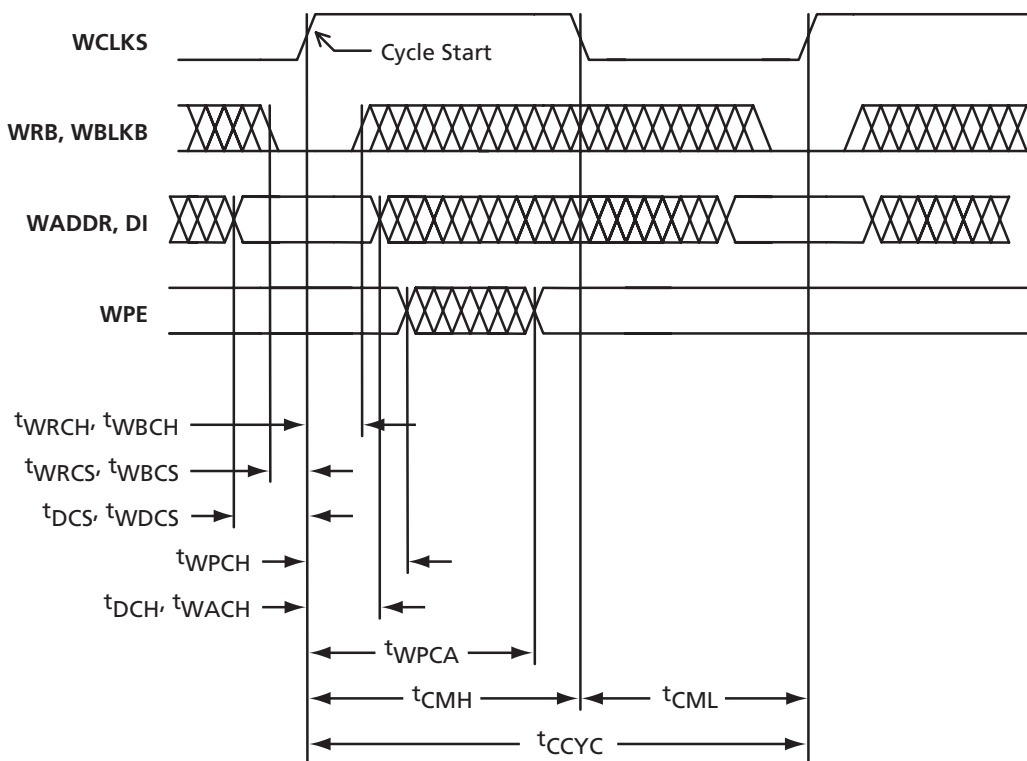 WCLKS
Cycle Start
WRB, WBLKB
WADDR, DI
WPE
tWRCH, tWBCH
tWRCS, tWBCS
tDCS, tWDCS
tWPCH
tDCH, tWACH
tWPCA
tCMH
tCML
tCCYC